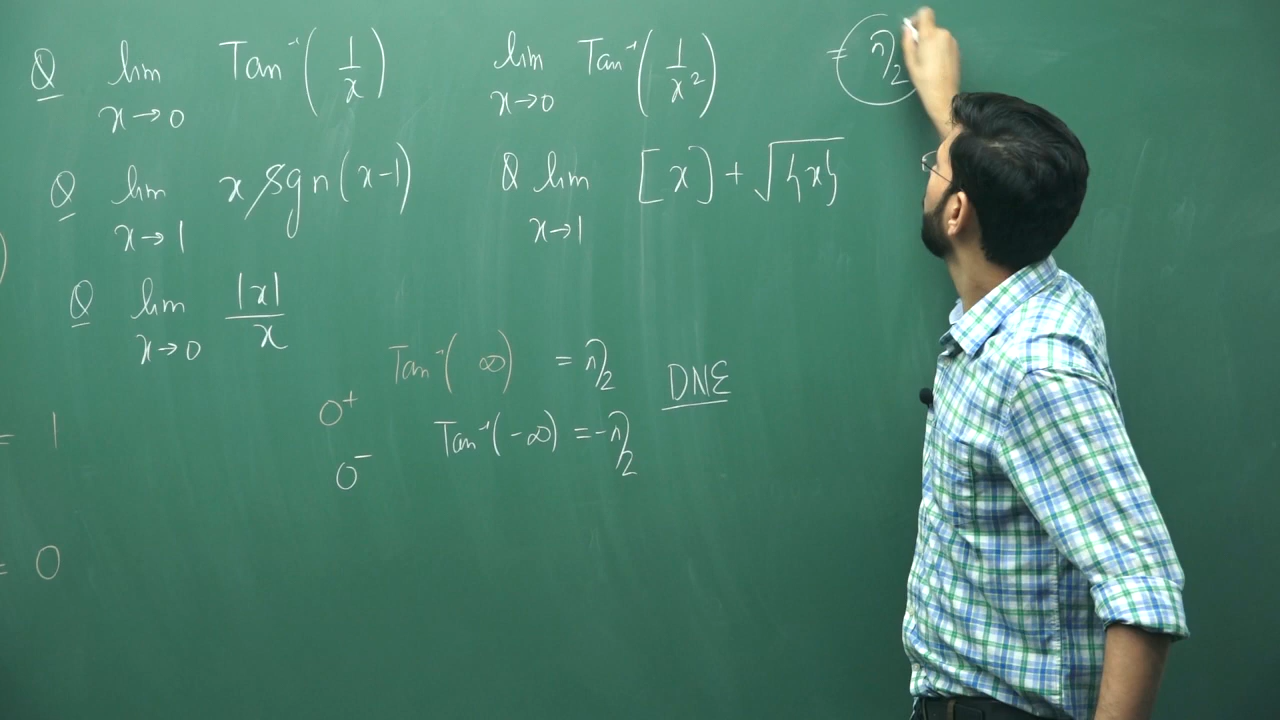 Q lim x→0 Tan⁻¹(1/x) lim x→0 Tan⁻¹(1/x²) = π/2
Q lim x→1 x sgn(x-1) Q lim x→1 [x] + √{x}
Q lim x→0 |x|/x
0⁺ Tan⁻¹(∞) = π/2 DNE
0⁻ Tan⁻¹(-∞) = -π/2
= 1
= 0